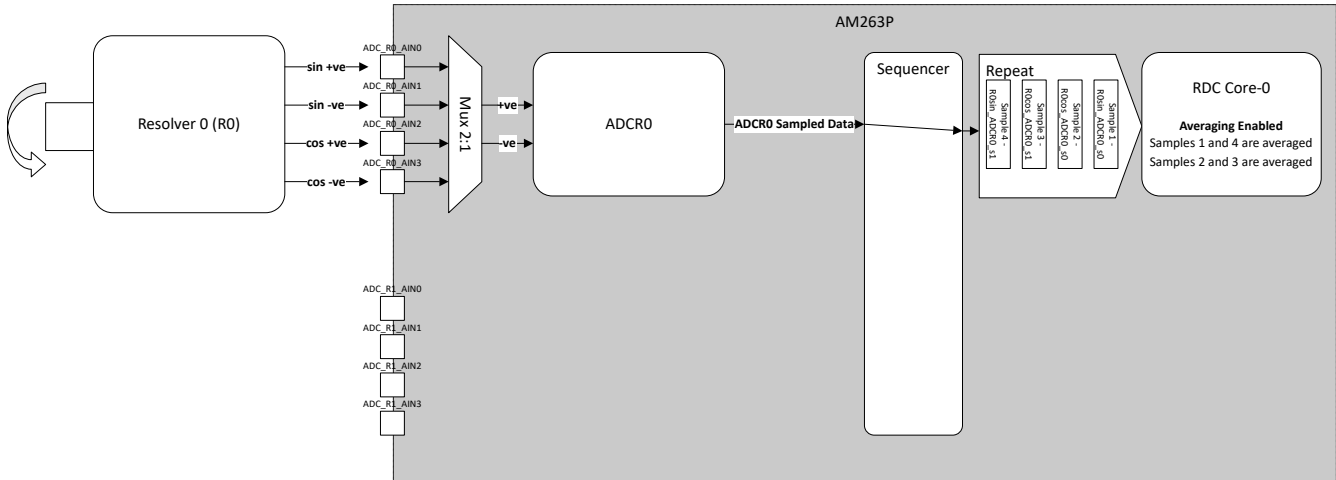 AM263P
Resolver 0 (R0)
sin +ve
sin -ve
cos +ve
cos -ve
ADC_R0_AIN0
ADC_R0_AIN1
ADC_R0_AIN2
ADC_R0_AIN3
Mux 2:1
+ve
-ve
ADCR0
ADCR0 Sampled Data
Sequencer
Repeat
Sample 4 -
R0sin_ADCR0_s1
Sample 3 -
R0cos_ADCR0_s1
Sample 2 -
R0cos_ADCR0_s0
Sample 1 -
R0sin_ADCR0_s0
RDC Core-0
Averaging Enabled
Samples 1 and 4 are averaged
Samples 2 and 3 are averaged
ADC_R1_AIN0
ADC_R1_AIN1
ADC_R1_AIN2
ADC_R1_AIN3